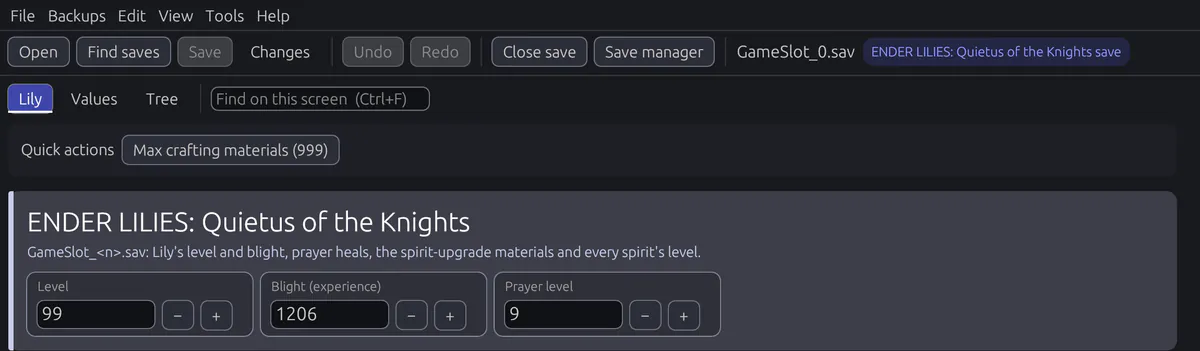 File Backups Edit View Tools Help
Open Find saves Save Changes Undo Redo Close save Save manager GameSlot_0.sav ENDER LILIES: Quietus of the Knights save
Lily Values Tree Find on this screen (Ctrl+F)
Quick actions Max crafting materials (999)
ENDER LILIES: Quietus of the Knights
GameSlot_<n>.sav: Lily's level and blight, prayer heals, the spirit-upgrade materials and every spirit's level.
Level Blight (experience) Prayer level
99 − + 1206 − + 9 − +